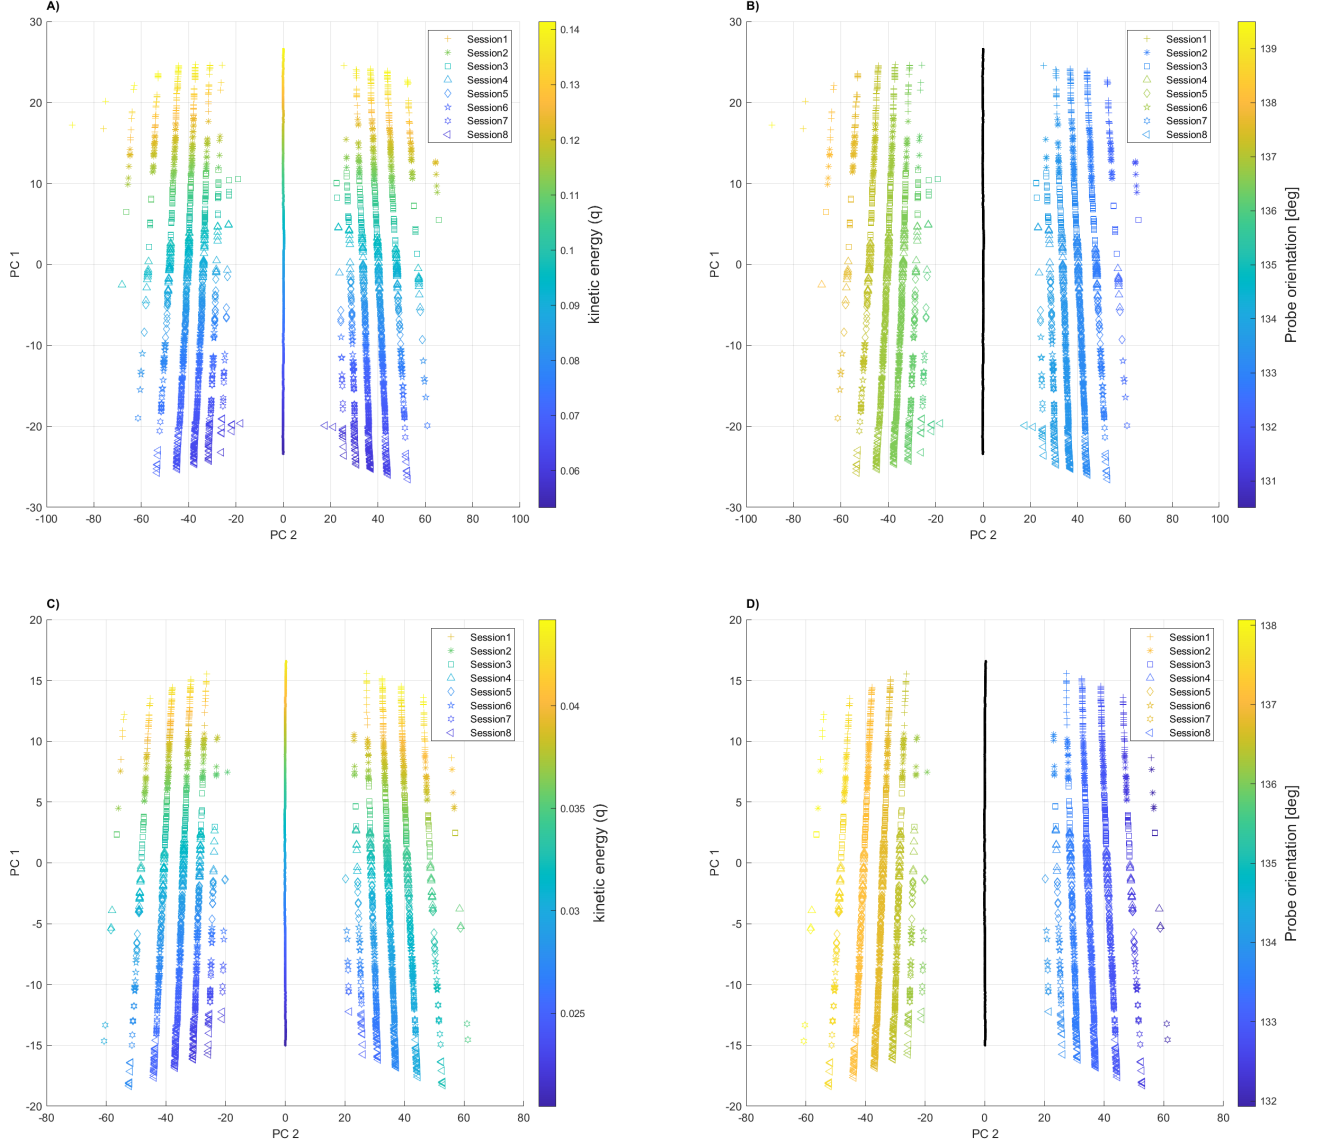 A)
30
20
10
0
-10
-20
-30
PC 1
-100
-80
-60
-40
-20
0
20
40
60
80
100
PC 2
Session1
Session2
Session3
Session4
Session5
Session6
Session7
Session8
0.14
0.13
0.12
0.11
0.1
0.09
0.08
0.07
0.06
kinetic energy (q)
B)
30
20
10
0
-10
-20
-30
PC 1
-100
-80
-60
-40
-20
0
20
40
60
80
100
PC 2
Session1
Session2
Session3
Session4
Session5
Session6
Session7
Session8
139
138
137
136
135
134
133
132
131
Probe orientation [deg]
C)
20
15
10
5
0
-5
-10
-15
-20
PC 1
-80
-60
-40
-20
0
20
40
60
80
PC 2
Session1
Session2
Session3
Session4
Session5
Session6
Session7
Session8
0.04
0.035
0.03
0.025
kinetic energy (q)
D)
20
15
10
5
0
-5
-10
-15
-20
PC 1
-80
-60
-40
-20
0
20
40
60
80
PC 2
Session1
Session2
Session3
Session4
Session5
Session6
Session7
Session8
138
137
136
135
134
133
132
Probe orientation [deg]